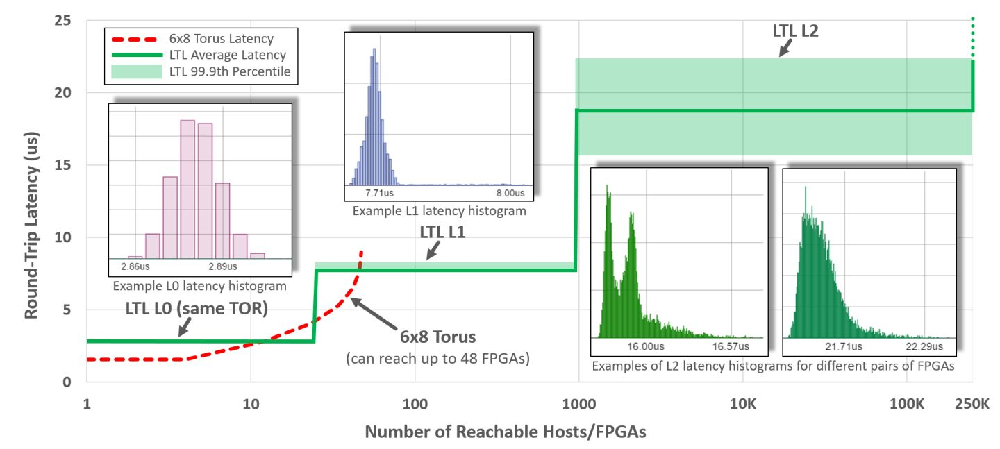 25
20
15
10
5
0
Round-Trip Latency (us)
6x8 Torus Latency
LTL Average Latency
LTL 99.9th Percentile
2.86us 2.89us
Example L0 latency histogram
LTL L0 (same TOR)
7.71us 8.00us
Example L1 latency histogram
LTL L1
6x8 Torus
(can reach up to 48 FPGAs)
LTL L2
16.00us 16.57us
21.71us 22.29us
Examples of L2 latency histograms for different pairs of FPGAs
1 10 100 1000 10K 100K 250K
Number of Reachable Hosts/FPGAs